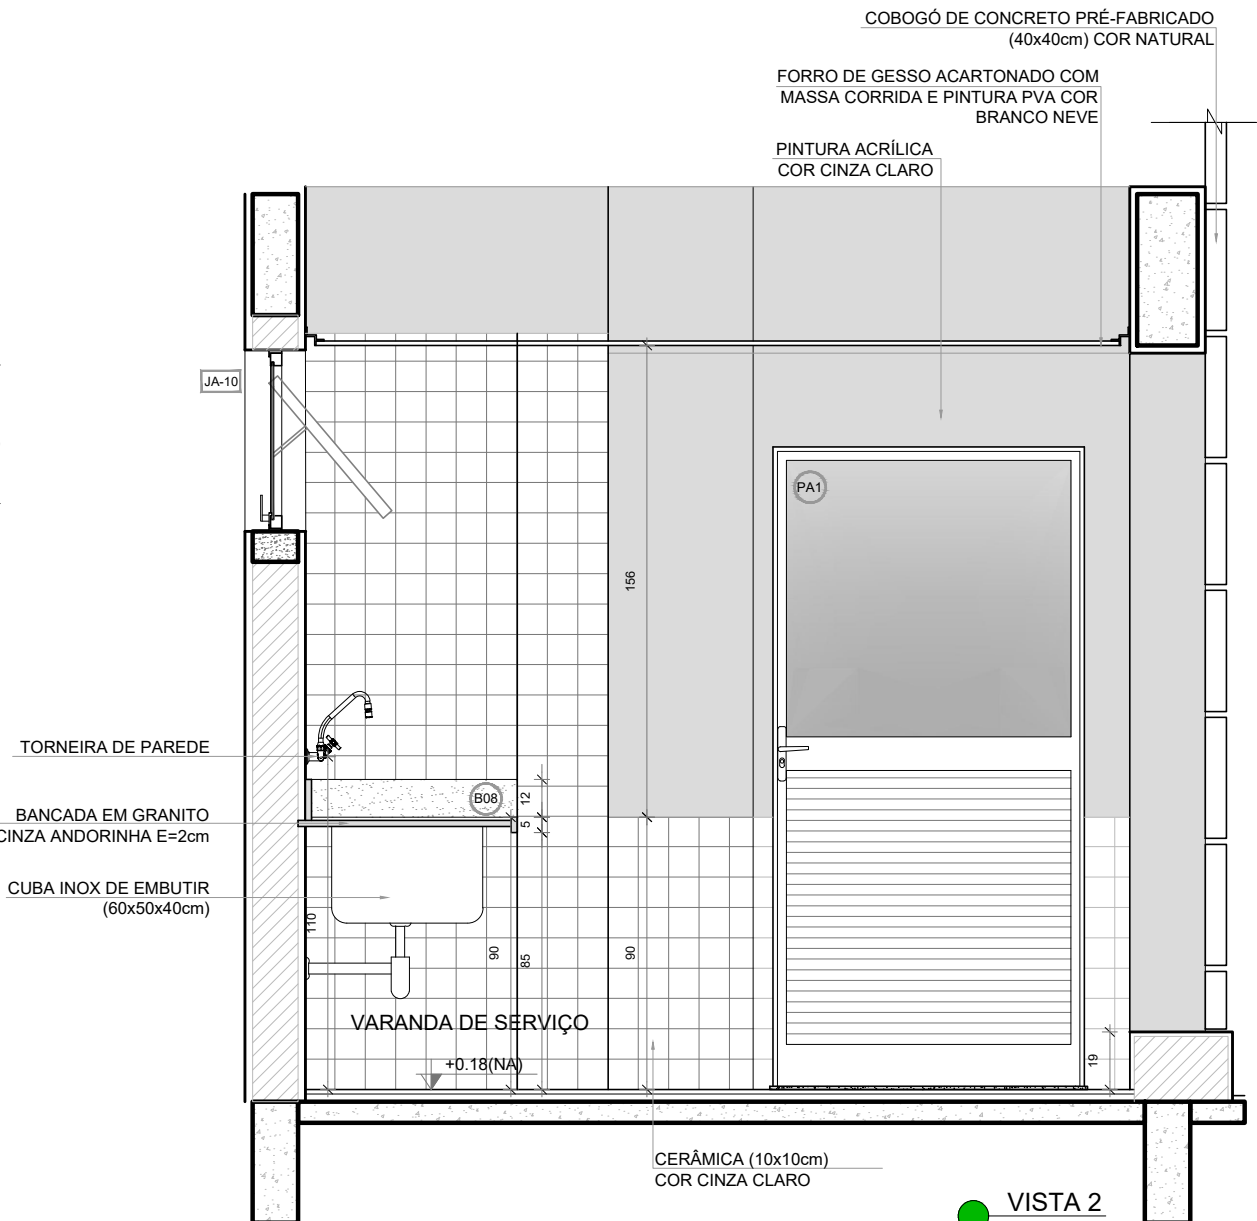 COBOGÓ DE CONCRETO PRÉ-FABRICADO
(40x40cm) COR NATURAL
FORRO DE GESSO ACARTONADO COM
MASSA CORRIDA E PINTURA PVA COR
BRANCO NEVE
PINTURA ACRÍLICA
COR CINZA CLARO
JA-10
PA1
156
TORNEIRA DE PAREDE
B08
12
BANCADA EM GRANITO
CINZA ANDORINHA E=2cm
5
CUBA INOX DE EMBUTIR
(60x50x40cm)
110
90
85
90
VARANDA DE SERVIÇO
+0.18(NA)
19
CERÂMICA (10x10cm)
COR CINZA CLARO
VISTA 2